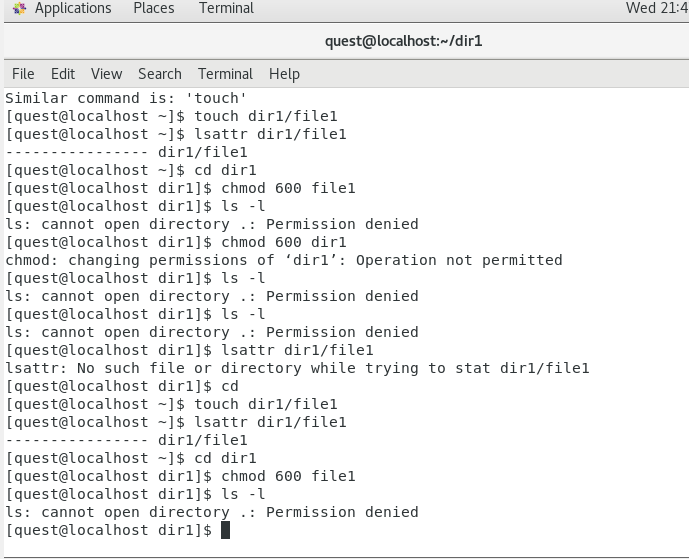 Applications Places Terminal Wed 21:4
quest@localhost:~/dir1
File Edit View Search Terminal Help
Similar command is: 'touch'
[quest@localhost ~]$ touch dir1/file1
[quest@localhost ~]$ lsattr dir1/file1
---------------- dir1/file1
[quest@localhost ~]$ cd dir1
[quest@localhost dir1]$ chmod 600 file1
[quest@localhost dir1]$ ls -l
ls: cannot open directory .: Permission denied
[quest@localhost dir1]$ chmod 600 dir1
chmod: changing permissions of ‘dir1’: Operation not permitted
[quest@localhost dir1]$ ls -l
ls: cannot open directory .: Permission denied
[quest@localhost dir1]$ ls -l
ls: cannot open directory .: Permission denied
[quest@localhost dir1]$ lsattr dir1/file1
lsattr: No such file or directory while trying to stat dir1/file1
[quest@localhost dir1]$ cd
[quest@localhost ~]$ touch dir1/file1
[quest@localhost ~]$ lsattr dir1/file1
---------------- dir1/file1
[quest@localhost ~]$ cd dir1
[quest@localhost dir1]$ chmod 600 file1
[quest@localhost dir1]$ ls -l
ls: cannot open directory .: Permission denied
[quest@localhost dir1]$